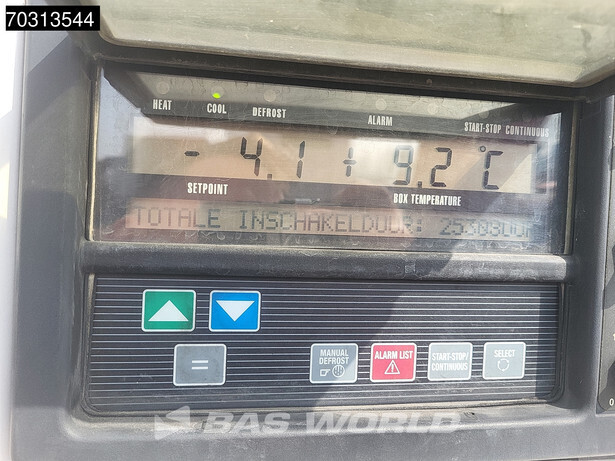 70313544
HEAT COOL DEFROST ALARM START-STOP CONTINUOUS
- 4.1 + 9.2 °C
SETPOINT BOX TEMPERATURE
TOTALE INSCHAKELDUUR:
MANUAL DEFROST
ALARM LIST
START-STOP/ CONTINUOUS
SELECT
=
0
BAS WORLD